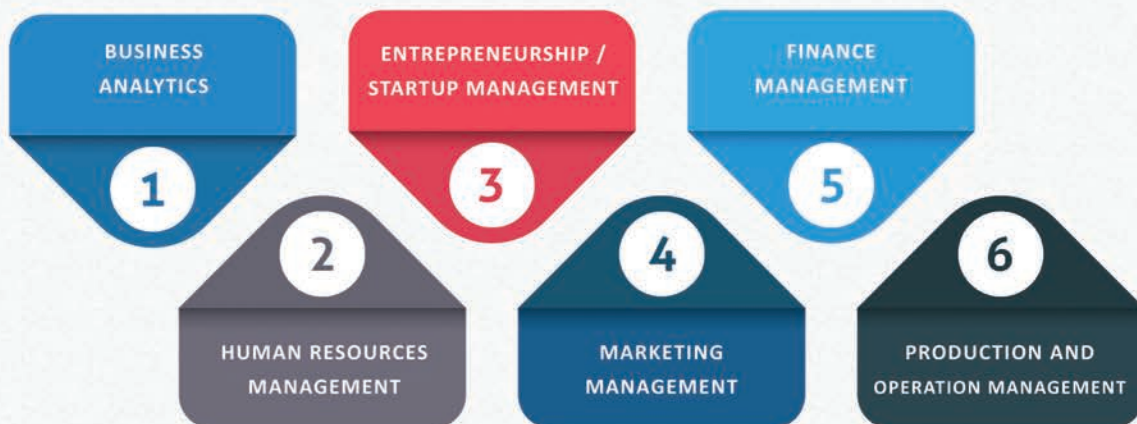 BUSINESS
ANALYTICS
1
2
HUMAN RESOURCES
MANAGEMENT
ENTREPRENEURSHIP /
STARTUP MANAGEMENT
3
4
MARKETING
MANAGEMENT
FINANCE
MANAGEMENT
5
6
PRODUCTION AND
OPERATION MANAGEMENT